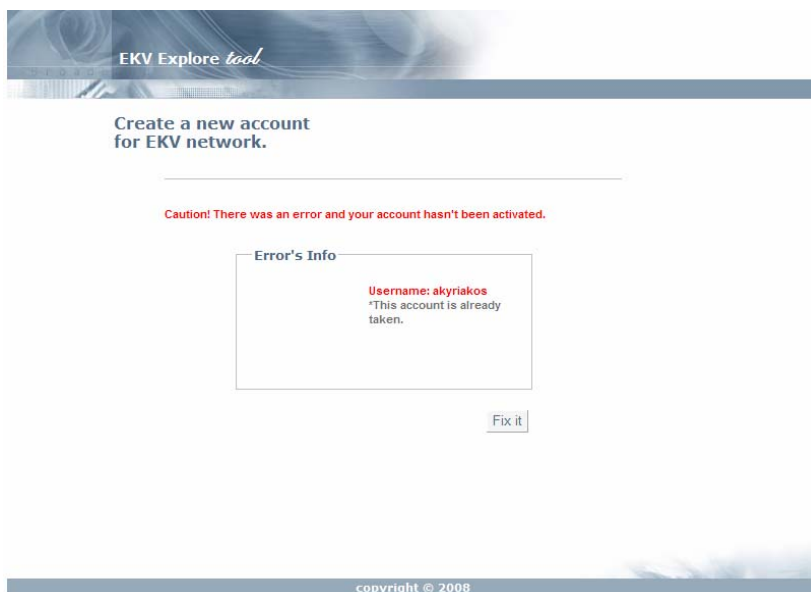 EKV Explore tool
Create a new account
for EKV network.
Caution! There was an error and your account hasn't been activated.
Error's Info
Username: akyriakos
*This account is already
taken.
Fix it
copyright © 2008